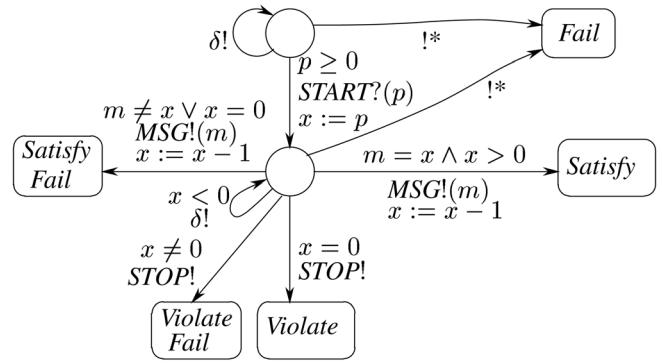 δ!
!*
Fail
p ≥ 0
START?(p)
x := p
!*
m ≠ x ∨ x = 0
MSG!(m)
x := x − 1
Satisfy
Fail
m = x ∧ x > 0
MSG!(m)
x := x − 1
Satisfy
x < 0
δ!
x ≠ 0
STOP!
x = 0
STOP!
Violate
Fail
Violate